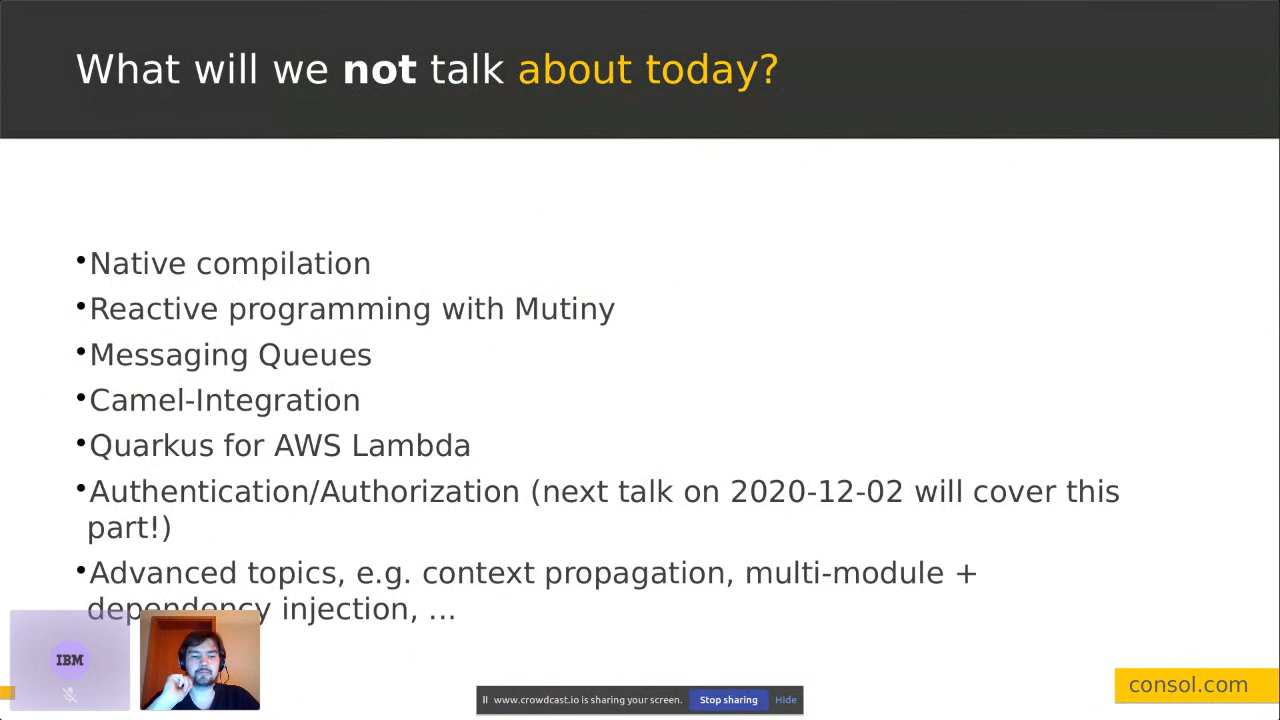 What will we not talk about today?
•Native compilation
•Reactive programming with Mutiny
•Messaging Queues
•Camel-Integration
•Quarkus for AWS Lambda
•Authentication/Authorization (next talk on 2020-12-02 will cover this
part!)
•Advanced topics, e.g. context propagation, multi-module +
dependency injection, ...
IBM
www.crowdcast.io is sharing your screen. Stop sharing Hide
consol.com